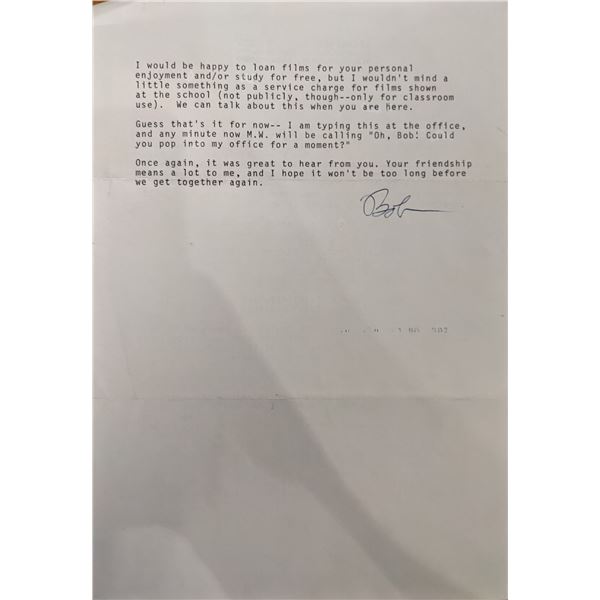 I would be happy to loan films for your personal
enjoyment and/or study for free, but I wouldn't mind a
little something as a service charge for films shown
at the school (not publicly, though--only for classroom
use).  We can talk about this when you are here.
Guess that's it for now-- I am typing this at the office,
and any minute now M.W. will be calling "Oh, Bob! Could
you pop into my office for a moment?"
Once again, it was great to hear from you. Your friendship
means a lot to me, and I hope it won't be too long before
we get together again.
Bob